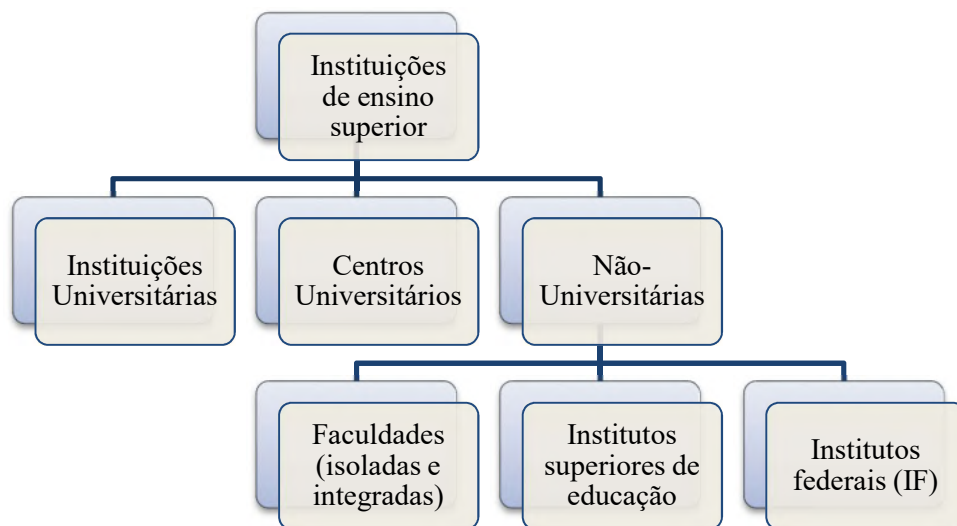 Instituições
de ensino
superior
Instituições
Universitárias
Centros
Universitários
Não-
Universitárias
Faculdades
(isoladas e
integradas)
Institutos
superiores de
educação
Institutos
federais (IF)